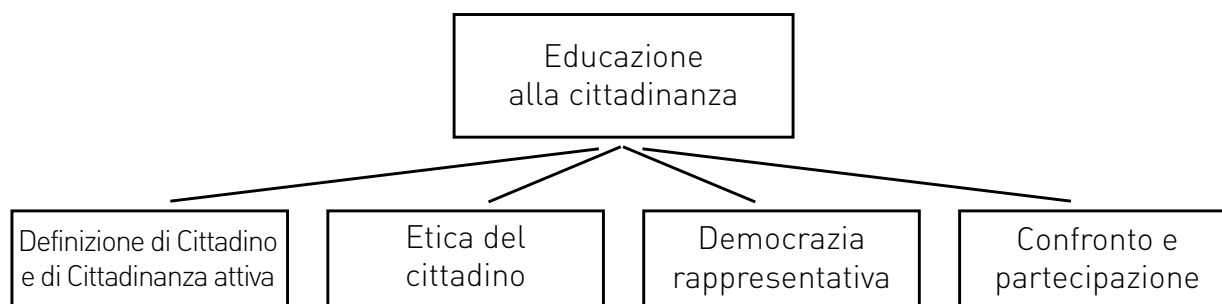 Educazione
alla cittadinanza
Definizione di Cittadino
e di Cittadinanza attiva
Etica del
cittadino
Democrazia
rappresentativa
Confronto e
partecipazione